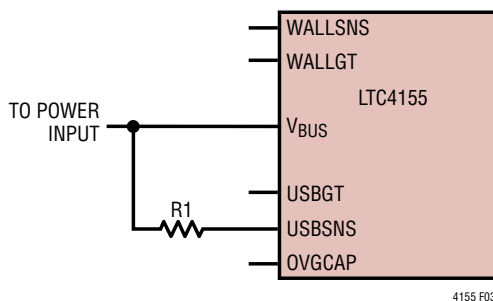 WALLSNS
WALLGT
LTC4155
TO POWER
INPUT
VBUS
USBGT
R1
USBSNS
OVGCAP
4155 F03